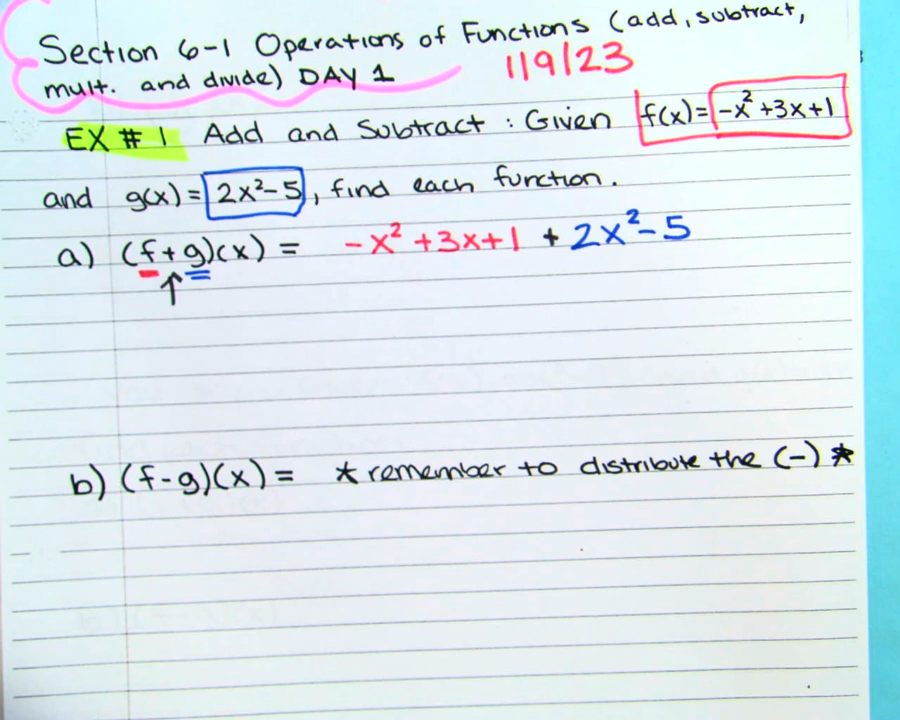 Section 6-1 Operations of Functions (add, subtract,
mult. and divide) DAY 1 1/9/23
EX # 1 Add and Subtract : Given f(x)= -x²+3x+1
and g(x)= 2x²-5, find each function.
a) (f+g)(x) = -x²+3x+1 + 2x²-5
↑
b) (f-g)(x) = * remember to distribute the (-) *